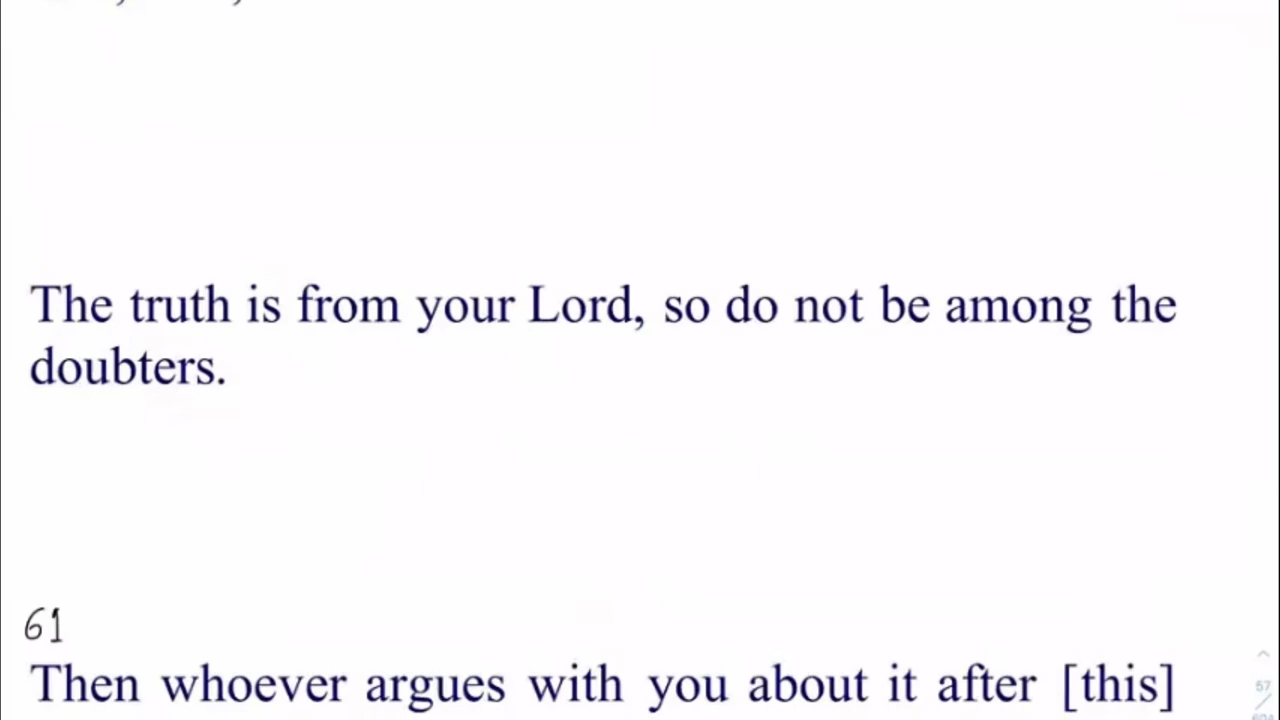 The truth is from your Lord, so do not be among the
doubters.
61
Then whoever argues with you about it after [this]
57